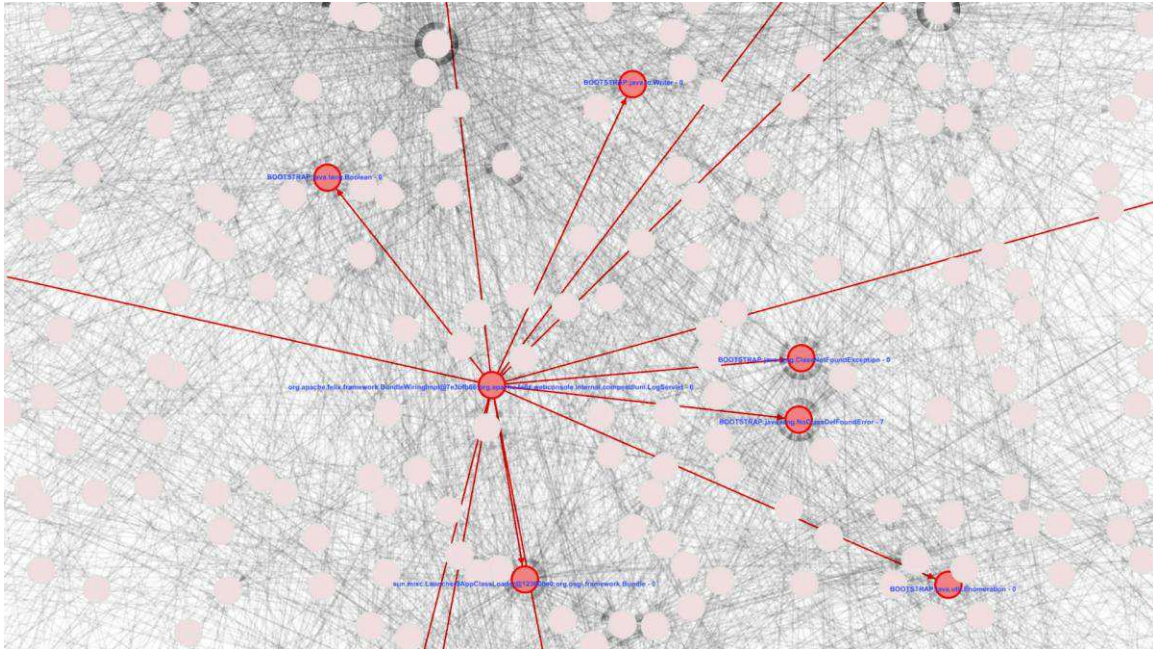 BOOTSTRAP:java.io.Writer - 0
BOOTSTRAP:java.lang.Boolean - 0
BOOTSTRAP:java.lang.ClassNotFoundException - 0
org.apache.felix.framework.BundleWiringImpl@ org.apache.felix.webconsole.internal.compendium.LogServlet - 0
BOOTSTRAP:java.lang.NoClassDefFoundError - 7
sun.misc.Launcher$AppClassLoader@ org.osgi.framework.Bundle - 0
BOOTSTRAP:java.util.Enumeration - 0